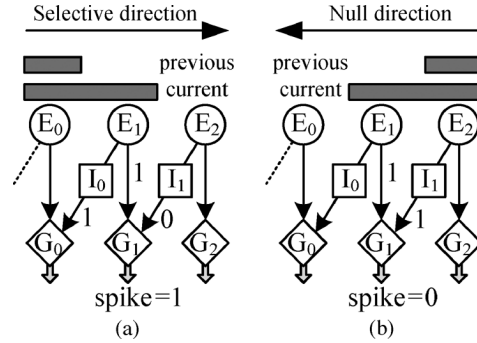 Selective direction
previous
current
E0 E1 E2
I0 1 I1
1 0
G0 G1 G2
spike=1
(a)
Null direction
previous
current
E0 E1 E2
I0 1 I1
1
G0 G1 G2
spike=0
(b)